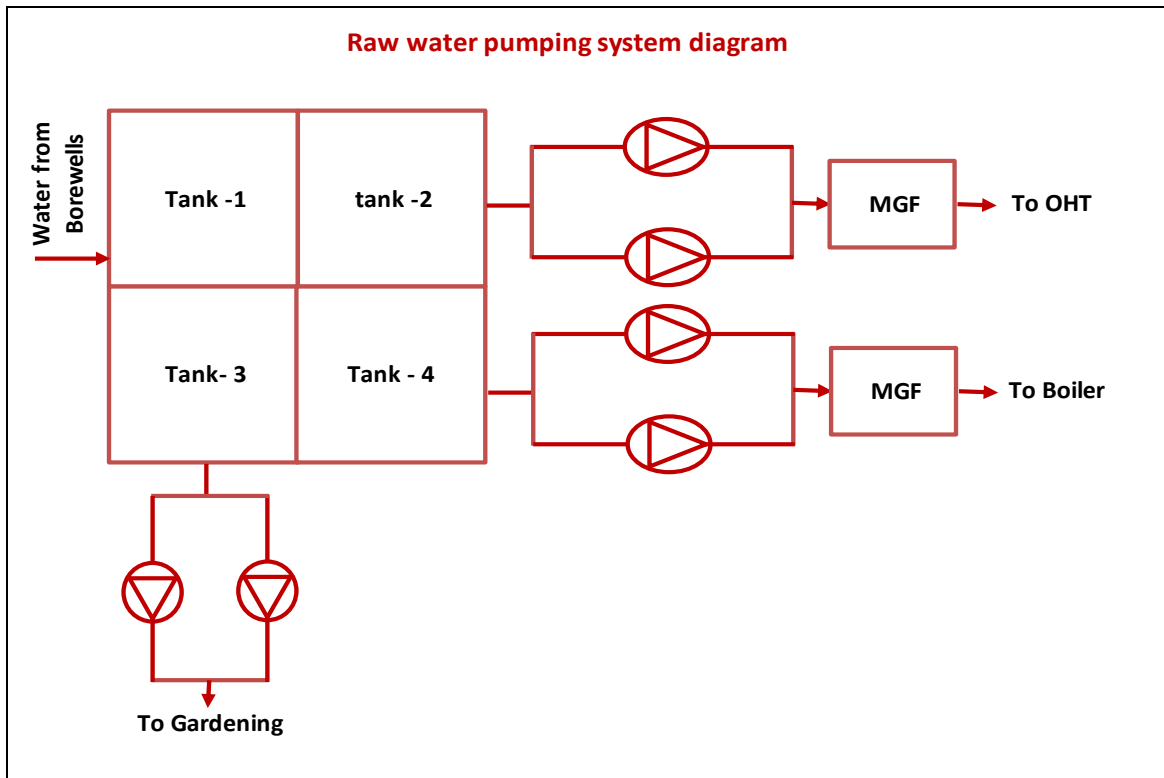 Raw water pumping system diagram
Water from
Borewells
Tank -1
tank -2
MGF
To OHT
Tank- 3
Tank - 4
MGF
To Boiler
To Gardening